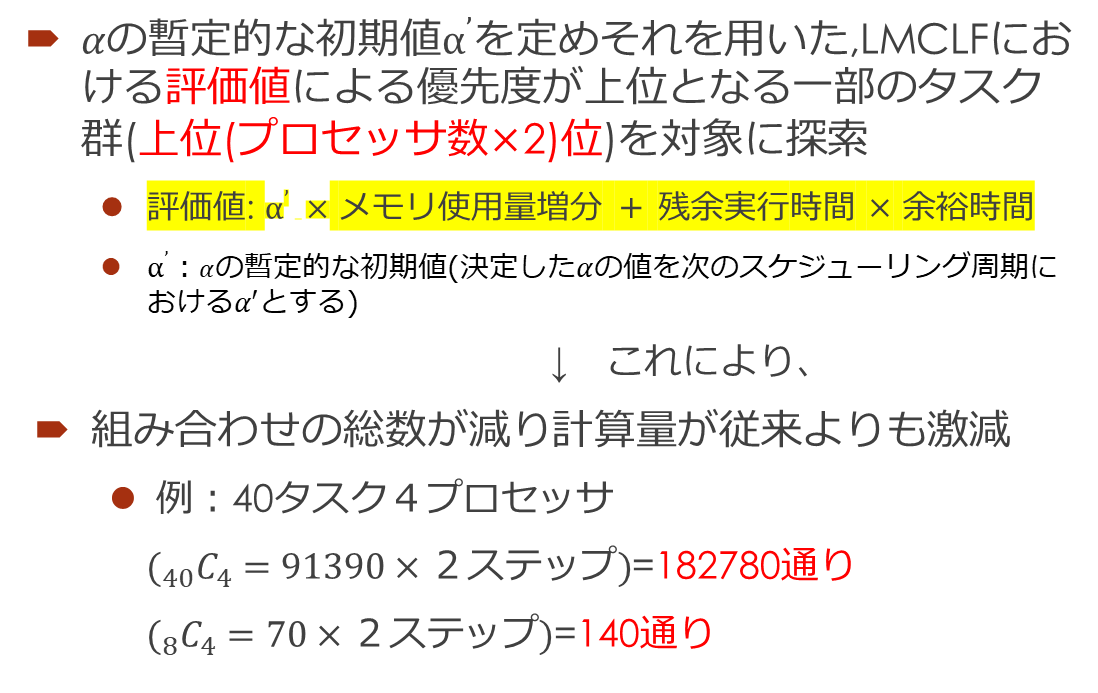 αの暫定的な初期値α’を定めそれを用いた,LMCLFにお
ける評価値による優先度が上位となる一部のタスク
群(上位(プロセッサ数×2)位)を対象に探索
評価値: α’ × メモリ使用量増分 + 残余実行時間 × 余裕時間
α’：αの暫定的な初期値(決定したαの値を次のスケジューリング周期に
おけるα′とする)
↓ これにより、
組み合わせの総数が減り計算量が従来よりも激減
例：40タスク４プロセッサ
(₄₀C₄ = 91390 × ２ステップ)=182780通り
(₈C₄ = 70 × ２ステップ)=140通り